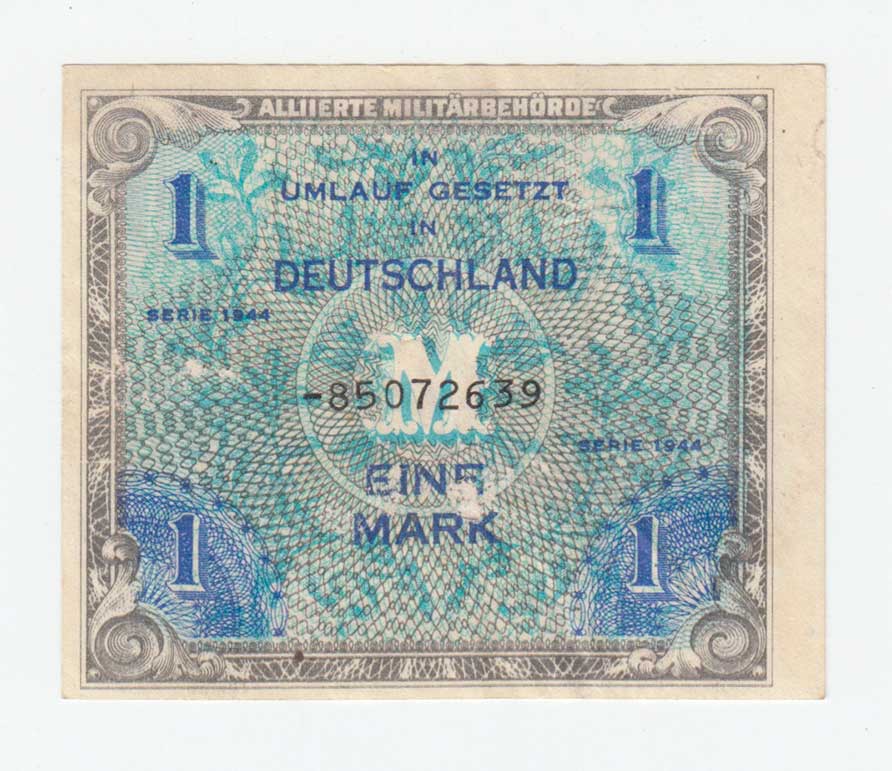 ALLIIERTE MILITÄRBEHÖRDE
IN
1 UMLAUF GESETZT 1
IN
DEUTSCHLAND
SERIE 1944
M
-85072639
SERIE 1944
EINE
1 MARK 1